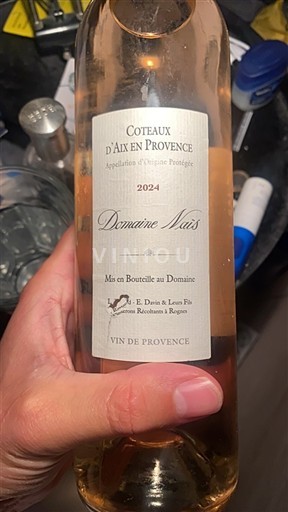 COTEAUX
D'AIX EN PROVENCE
Appellation d'Origine Protégée
2024
Domaine Naïs
VINIOU
Mis en Bouteille au Domaine
- E. Davin & Leurs Fils
Récoltants à Rognes
VIN DE PROVENCE